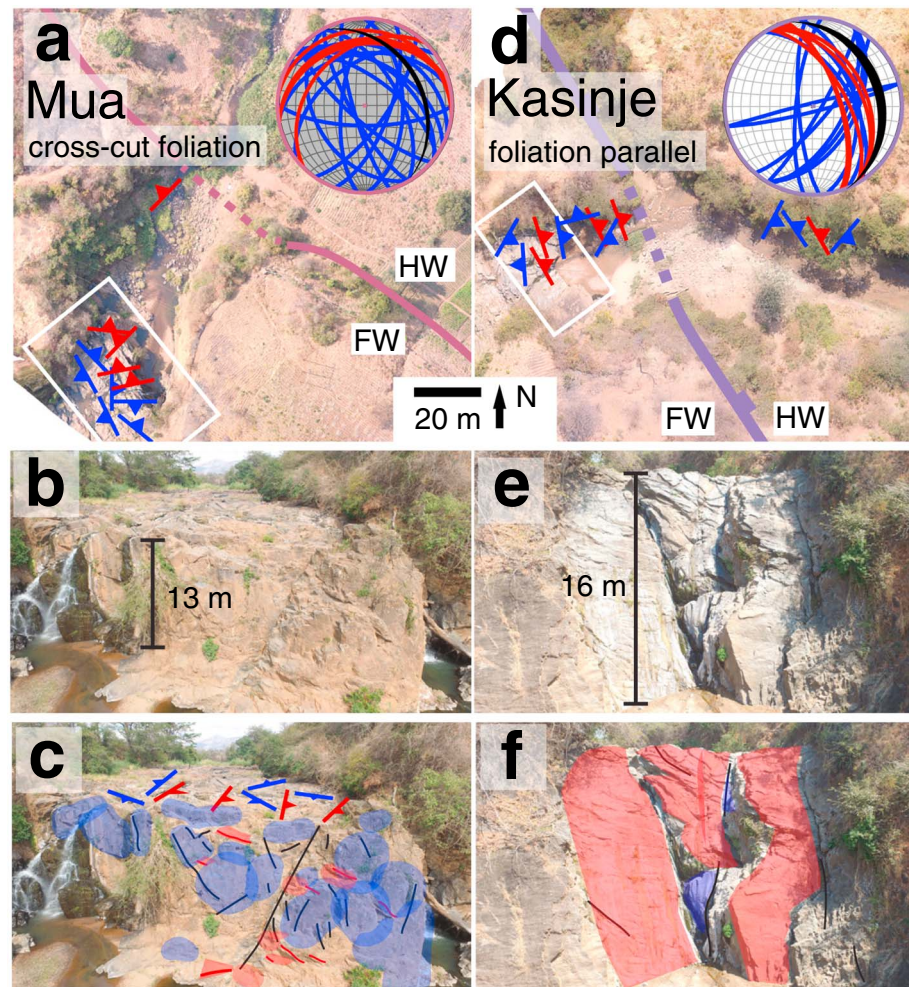 a
Mua
cross-cut foliation
HW
FW
d
Kasinje
foliation parallel
FW
HW
20 m
N
b
13 m
e
16 m
c
f